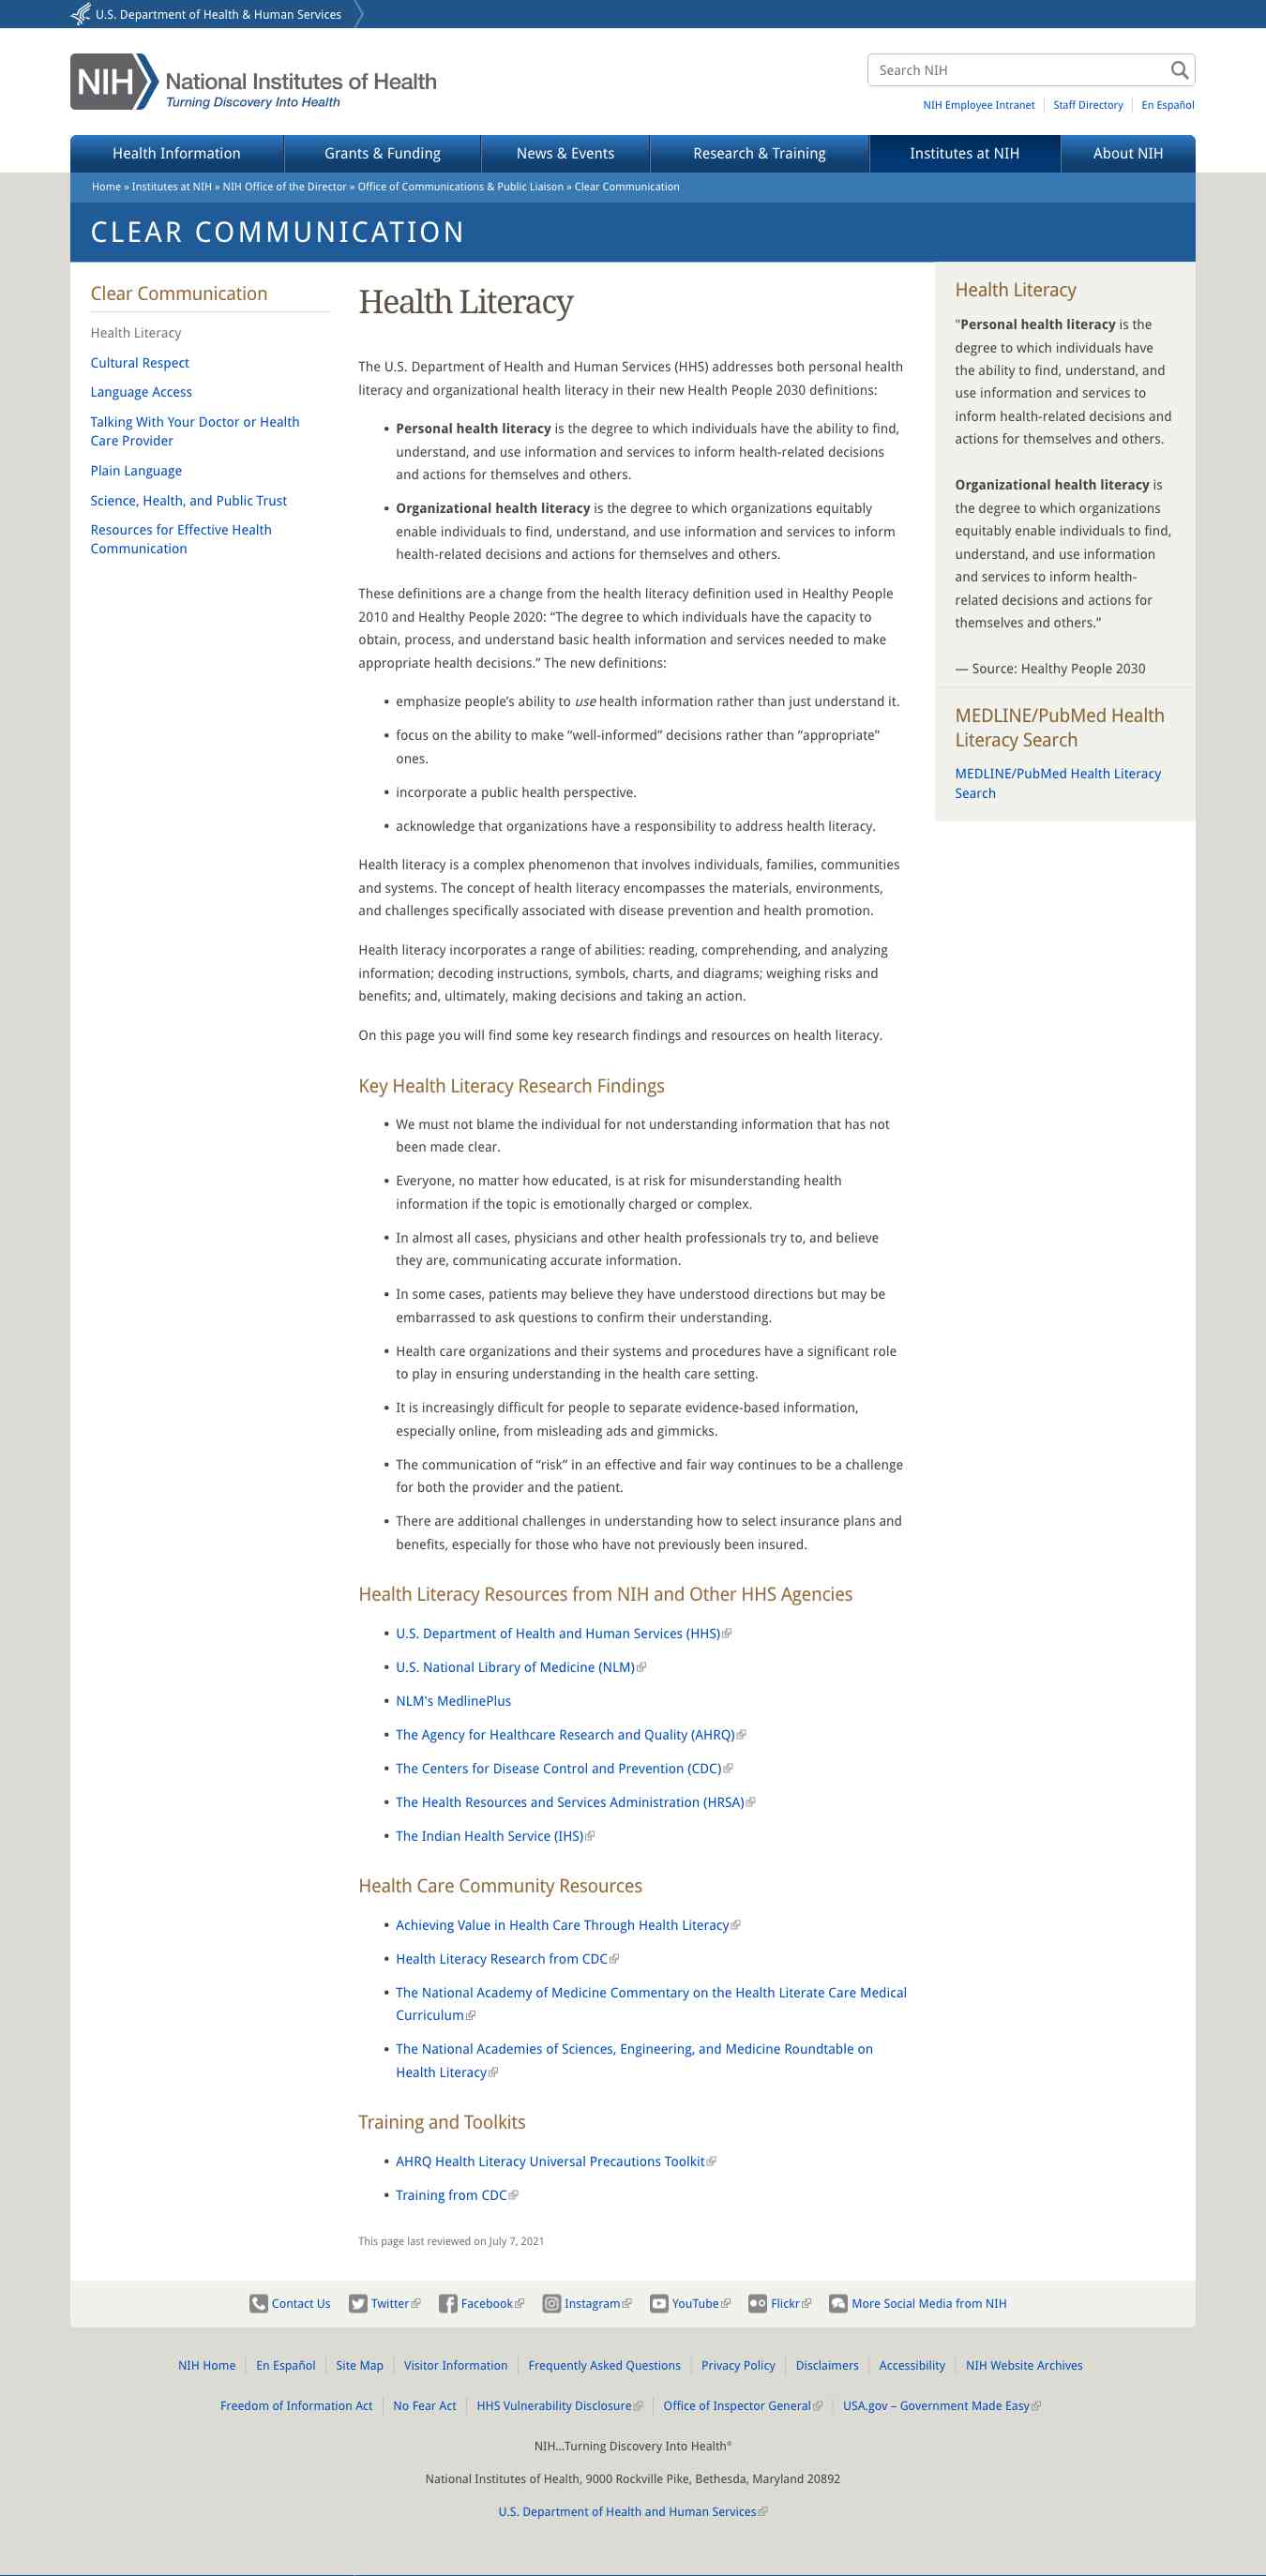 U.S. Department of Health & Human Services
NIH National Institutes of Health
Turning Discovery Into Health
Search NIH
NIH Employee Intranet
Staff Directory
En Español
Health Information
Grants & Funding
News & Events
Research & Training
Institutes at NIH
About NIH
Home » Institutes at NIH » NIH Office of the Director » Office of Communications & Public Liaison » Clear Communication
CLEAR COMMUNICATION
Clear Communication
Health Literacy
Cultural Respect
Language Access
Talking With Your Doctor or Health
Care Provider
Plain Language
Science, Health, and Public Trust
Resources for Effective Health
Communication
Health Literacy
The U.S. Department of Health and Human Services (HHS) addresses both personal health
literacy and organizational health literacy in their new Health People 2030 definitions:
• Personal health literacy is the degree to which individuals have the ability to find,
understand, and use information and services to inform health-related decisions
and actions for themselves and others.
• Organizational health literacy is the degree to which organizations equitably
enable individuals to find, understand, and use information and services to inform
health-related decisions and actions for themselves and others.
These definitions are a change from the health literacy definition used in Healthy People
2010 and Healthy People 2020: “The degree to which individuals have the capacity to
obtain, process, and understand basic health information and services needed to make
appropriate health decisions.” The new definitions:
• emphasize people’s ability to use health information rather than just understand it.
• focus on the ability to make “well-informed” decisions rather than “appropriate”
ones.
• incorporate a public health perspective.
• acknowledge that organizations have a responsibility to address health literacy.
Health literacy is a complex phenomenon that involves individuals, families, communities
and systems. The concept of health literacy encompasses the materials, environments,
and challenges specifically associated with disease prevention and health promotion.
Health literacy incorporates a range of abilities: reading, comprehending, and analyzing
information; decoding instructions, symbols, charts, and diagrams; weighing risks and
benefits; and, ultimately, making decisions and taking an action.
On this page you will find some key research findings and resources on health literacy.
Key Health Literacy Research Findings
• We must not blame the individual for not understanding information that has not
been made clear.
• Everyone, no matter how educated, is at risk for misunderstanding health
information if the topic is emotionally charged or complex.
• In almost all cases, physicians and other health professionals try to, and believe
they are, communicating accurate information.
• In some cases, patients may believe they have understood directions but may be
embarrassed to ask questions to confirm their understanding.
• Health care organizations and their systems and procedures have a significant role
to play in ensuring understanding in the health care setting.
• It is increasingly difficult for people to separate evidence-based information,
especially online, from misleading ads and gimmicks.
• The communication of “risk” in an effective and fair way continues to be a challenge
for both the provider and the patient.
• There are additional challenges in understanding how to select insurance plans and
benefits, especially for those who have not previously been insured.
Health Literacy Resources from NIH and Other HHS Agencies
• U.S. Department of Health and Human Services (HHS)
• U.S. National Library of Medicine (NLM)
• NLM's MedlinePlus
• The Agency for Healthcare Research and Quality (AHRQ)
• The Centers for Disease Control and Prevention (CDC)
• The Health Resources and Services Administration (HRSA)
• The Indian Health Service (IHS)
Health Care Community Resources
• Achieving Value in Health Care Through Health Literacy
• Health Literacy Research from CDC
• The National Academy of Medicine Commentary on the Health Literate Care Medical
Curriculum
• The National Academies of Sciences, Engineering, and Medicine Roundtable on
Health Literacy
Training and Toolkits
• AHRQ Health Literacy Universal Precautions Toolkit
• Training from CDC
This page last reviewed on July 7, 2021
Health Literacy
"Personal health literacy is the
degree to which individuals have
the ability to find, understand, and
use information and services to
inform health-related decisions and
actions for themselves and others.
Organizational health literacy is
the degree to which organizations
equitably enable individuals to find,
understand, and use information
and services to inform health-
related decisions and actions for
themselves and others."
— Source: Healthy People 2030
MEDLINE/PubMed Health
Literacy Search
MEDLINE/PubMed Health Literacy
Search
Contact Us
Twitter
Facebook
Instagram
YouTube
Flickr
More Social Media from NIH
NIH Home
En Español
Site Map
Visitor Information
Frequently Asked Questions
Privacy Policy
Disclaimers
Accessibility
NIH Website Archives
Freedom of Information Act
No Fear Act
HHS Vulnerability Disclosure
Office of Inspector General
USA.gov – Government Made Easy
NIH…Turning Discovery Into Health®
National Institutes of Health, 9000 Rockville Pike, Bethesda, Maryland 20892
U.S. Department of Health and Human Services